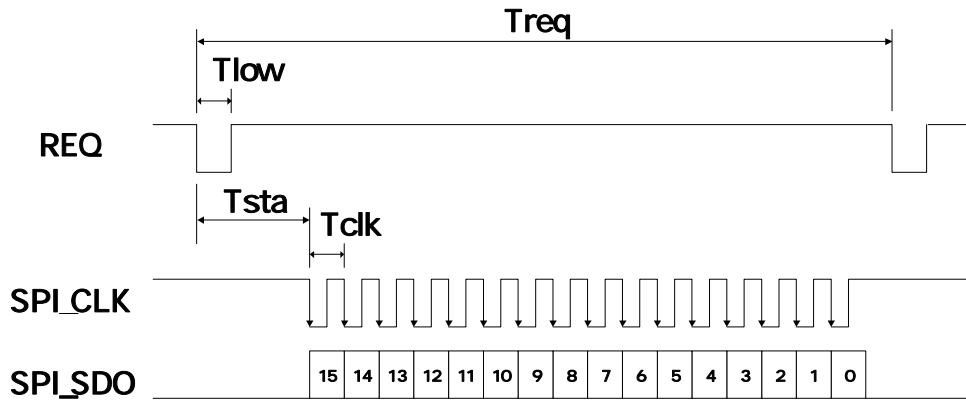 Treq
Tlow
REQ
Tsta
Tclk
SPI_CLK
SPI_SDO 15 14 13 12 11 10 9 8 7 6 5 4 3 2 1 0